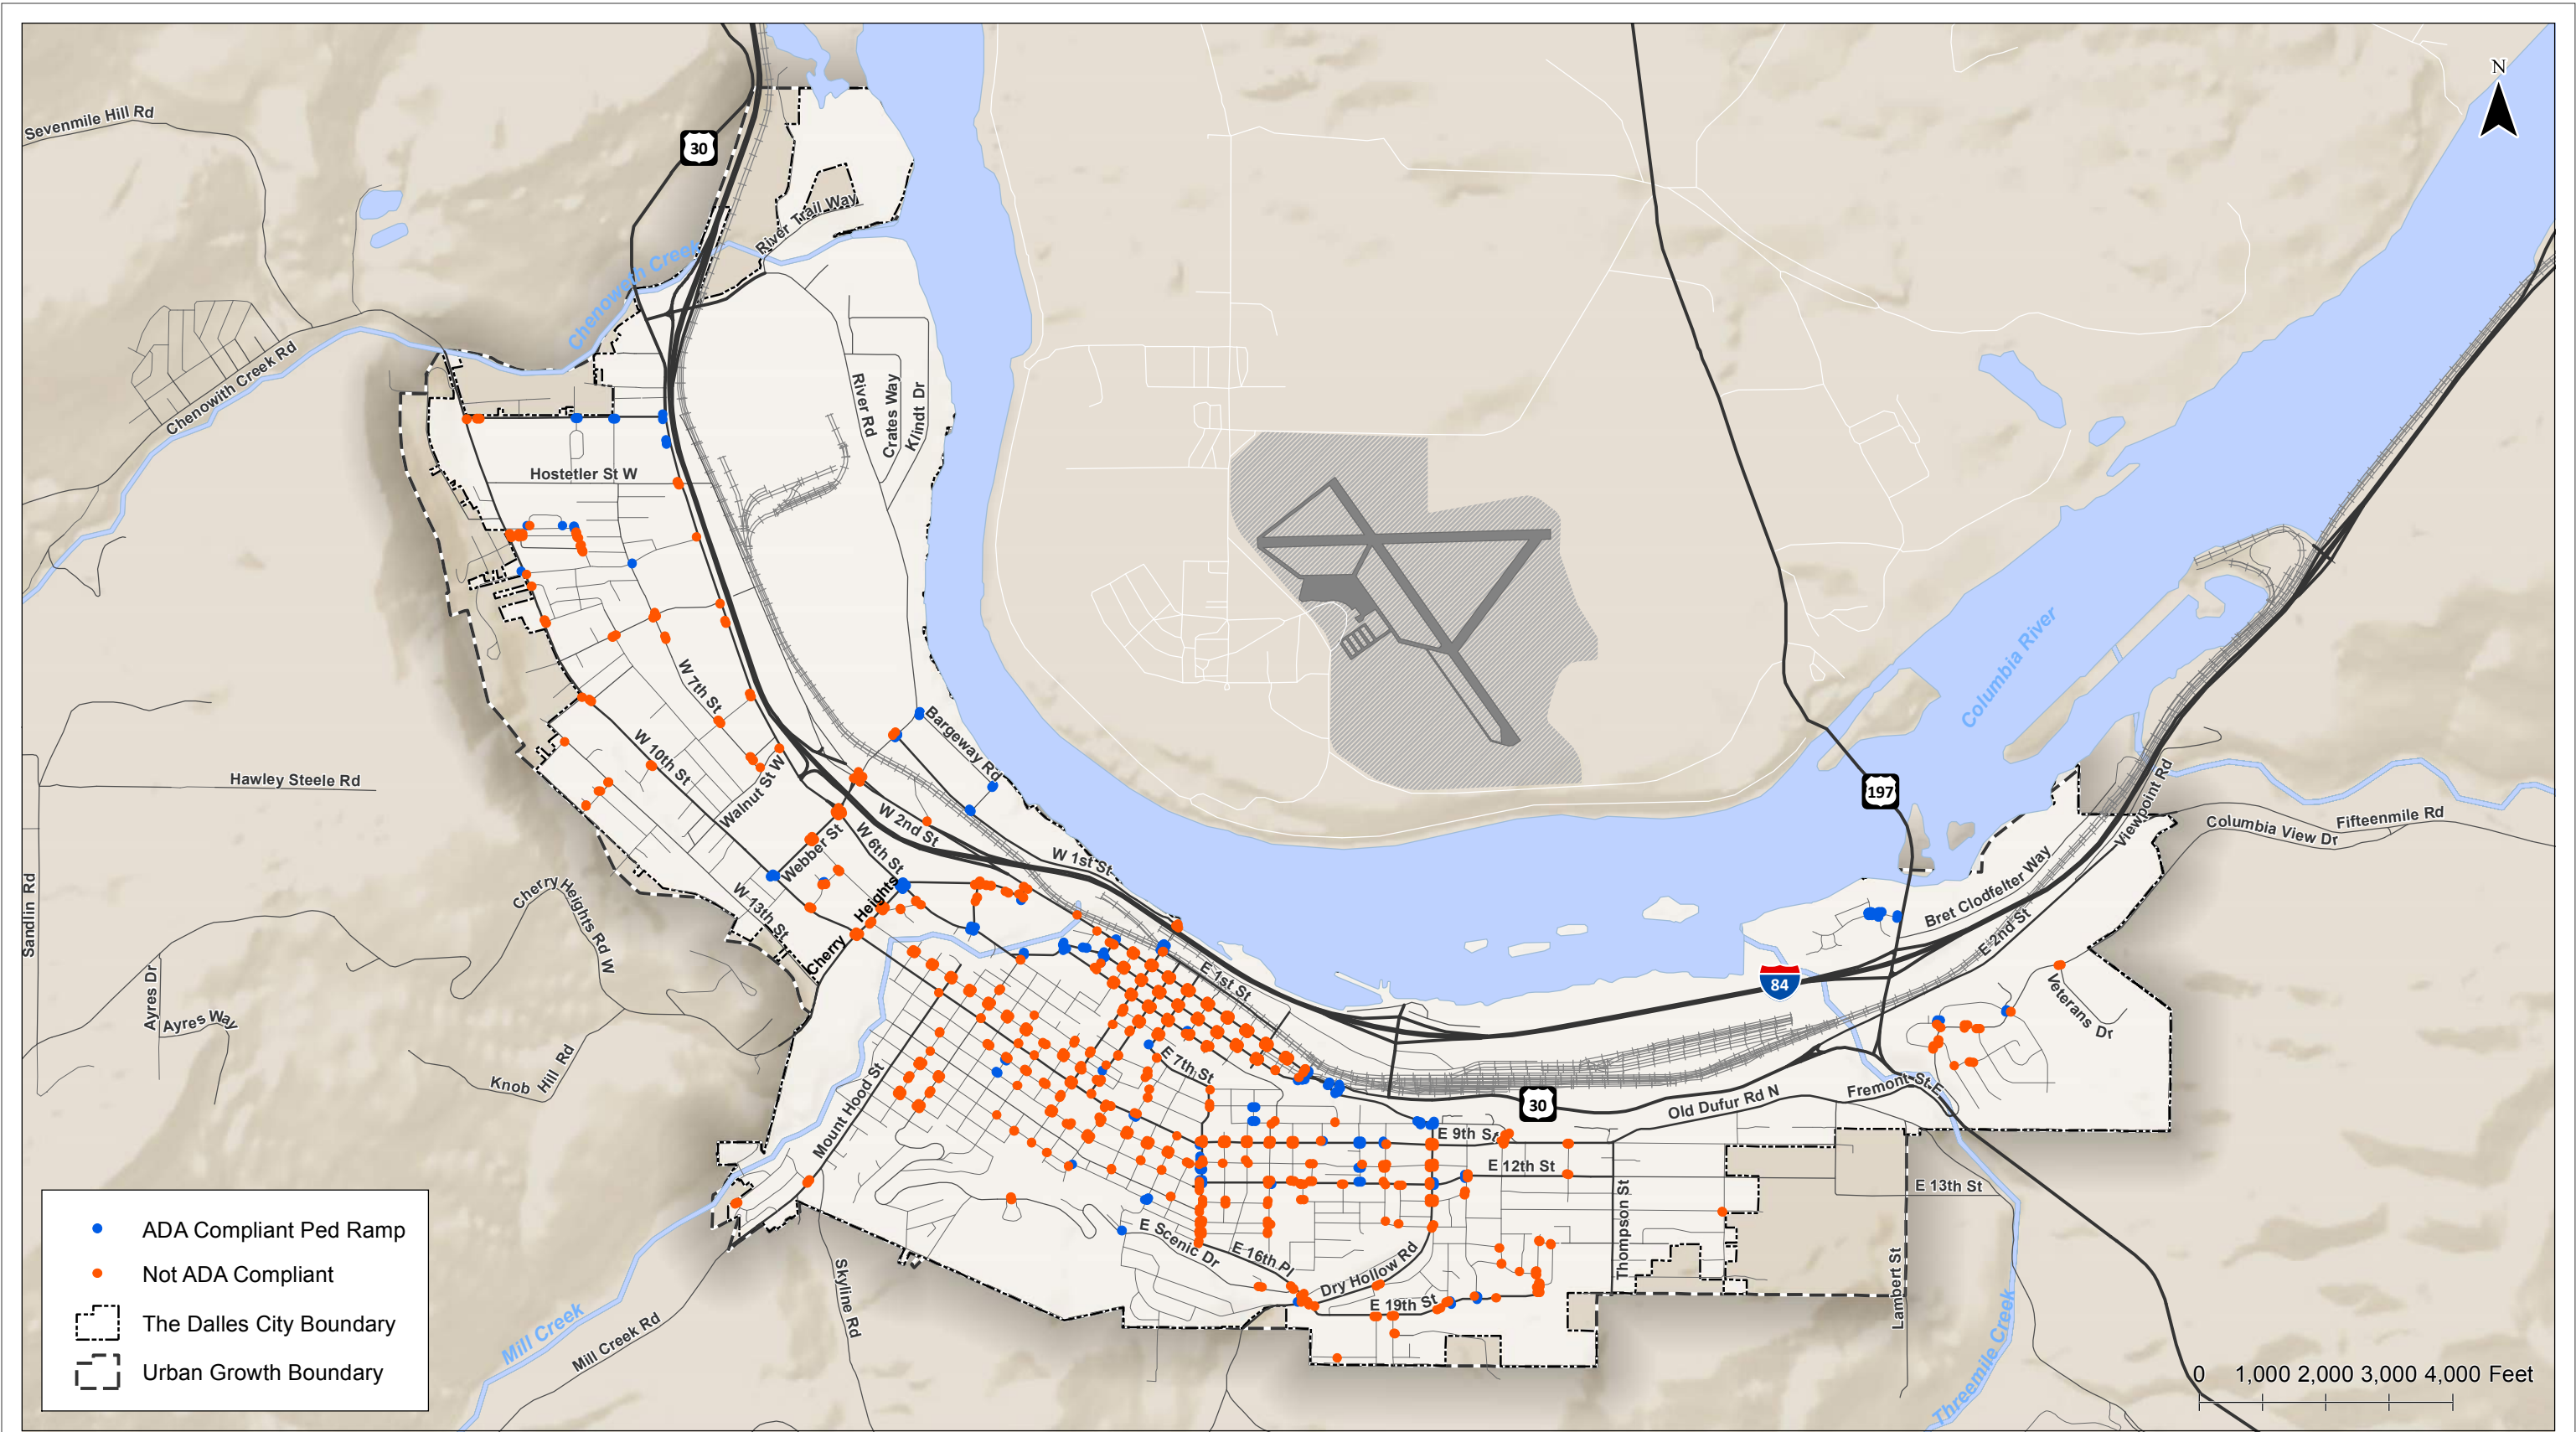 N
Sevenmile Hill Rd
30
River Trail Way
Chenoweth Creek
Chenowith Creek Rd
River Rd
Crates Way
Klindt Dr
Hostetler St W
W 7th St
Bargeway Rd
W 10th St
Walnut St W
Hawley Steele Rd
Columbia River
197
Viewpoint Rd
Fifteenmile Rd
Columbia View Dr
W 2nd St
W 6th St
Webber St
W 1st St
Bret Clodfelter Way
E 2nd St
Sandlin Rd
Cherry Heights Rd W
W 13th St
Cherry Heights
Ayres Dr
Ayres Way
E 1st St
84
Veterans Dr
Knob Hill Rd
Mount Hood St
E 7th St
30
Old Dufur Rd N
Fremont St E
E 9th St
E 12th St
E 13th St
Thompson St
E Scenic Dr
E 16th Pl
Dry Hollow Rd
E 19th St
Lambert St
Skyline Rd
Mill Creek
Mill Creek Rd
Threemile Creek
ADA Compliant Ped Ramp
Not ADA Compliant
The Dalles City Boundary
Urban Growth Boundary
0 1,000 2,000 3,000 4,000 Feet